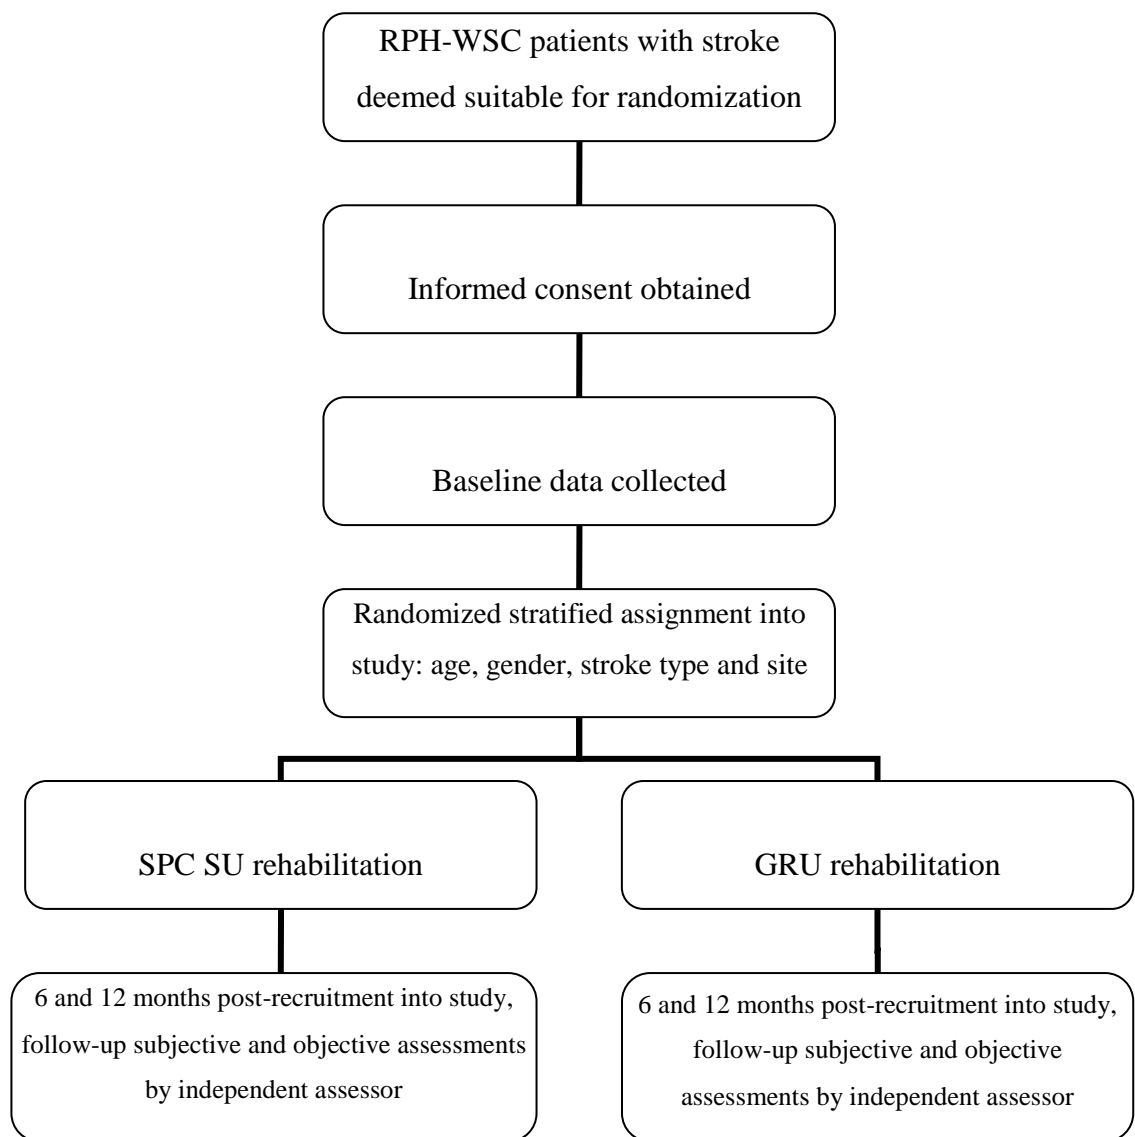 RPH-WSC patients with stroke
deemed suitable for randomization
Informed consent obtained
Baseline data collected
Randomized stratified assignment into
study: age, gender, stroke type and site
SPC SU rehabilitation
GRU rehabilitation
6 and 12 months post-recruitment into study,
follow-up subjective and objective assessments
by independent assessor
6 and 12 months post-recruitment into study,
follow-up subjective and objective
assessments by independent assessor